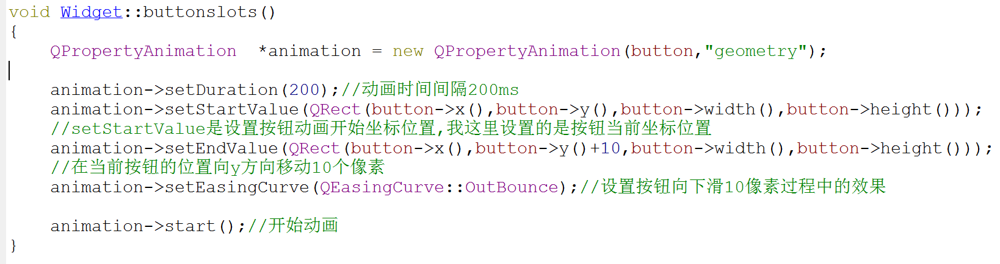 void Widget::buttonslots()
{
    QPropertyAnimation  *animation = new QPropertyAnimation(button,"geometry");
    animation->setDuration(200);//动画时间间隔200ms
    animation->setStartValue(QRect(button->x(),button->y(),button->width(),button->height()));
    //setStartValue是设置按钮动画开始坐标位置,我这里设置的是按钮当前坐标位置
    animation->setEndValue(QRect(button->x(),button->y()+10,button->width(),button->height()));
    //在当前按钮的位置向y方向移动10个像素
    animation->setEasingCurve(QEasingCurve::OutBounce);//设置按钮向下滑10像素过程中的效果
    animation->start();//开始动画
}